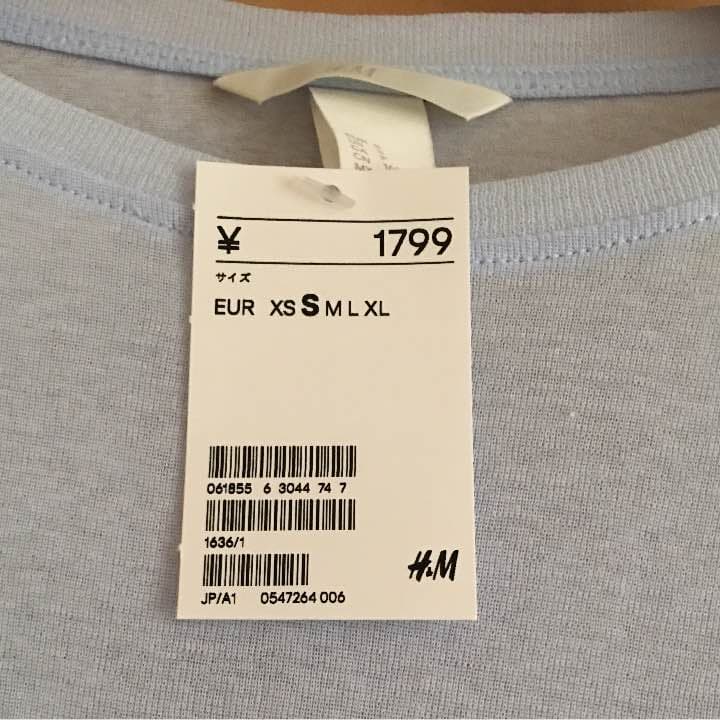 ¥ 1799
サイズ
EUR XS S M L XL
061855 6 3044 74 7
1636/1
H&M
JP/A1 0547264 006